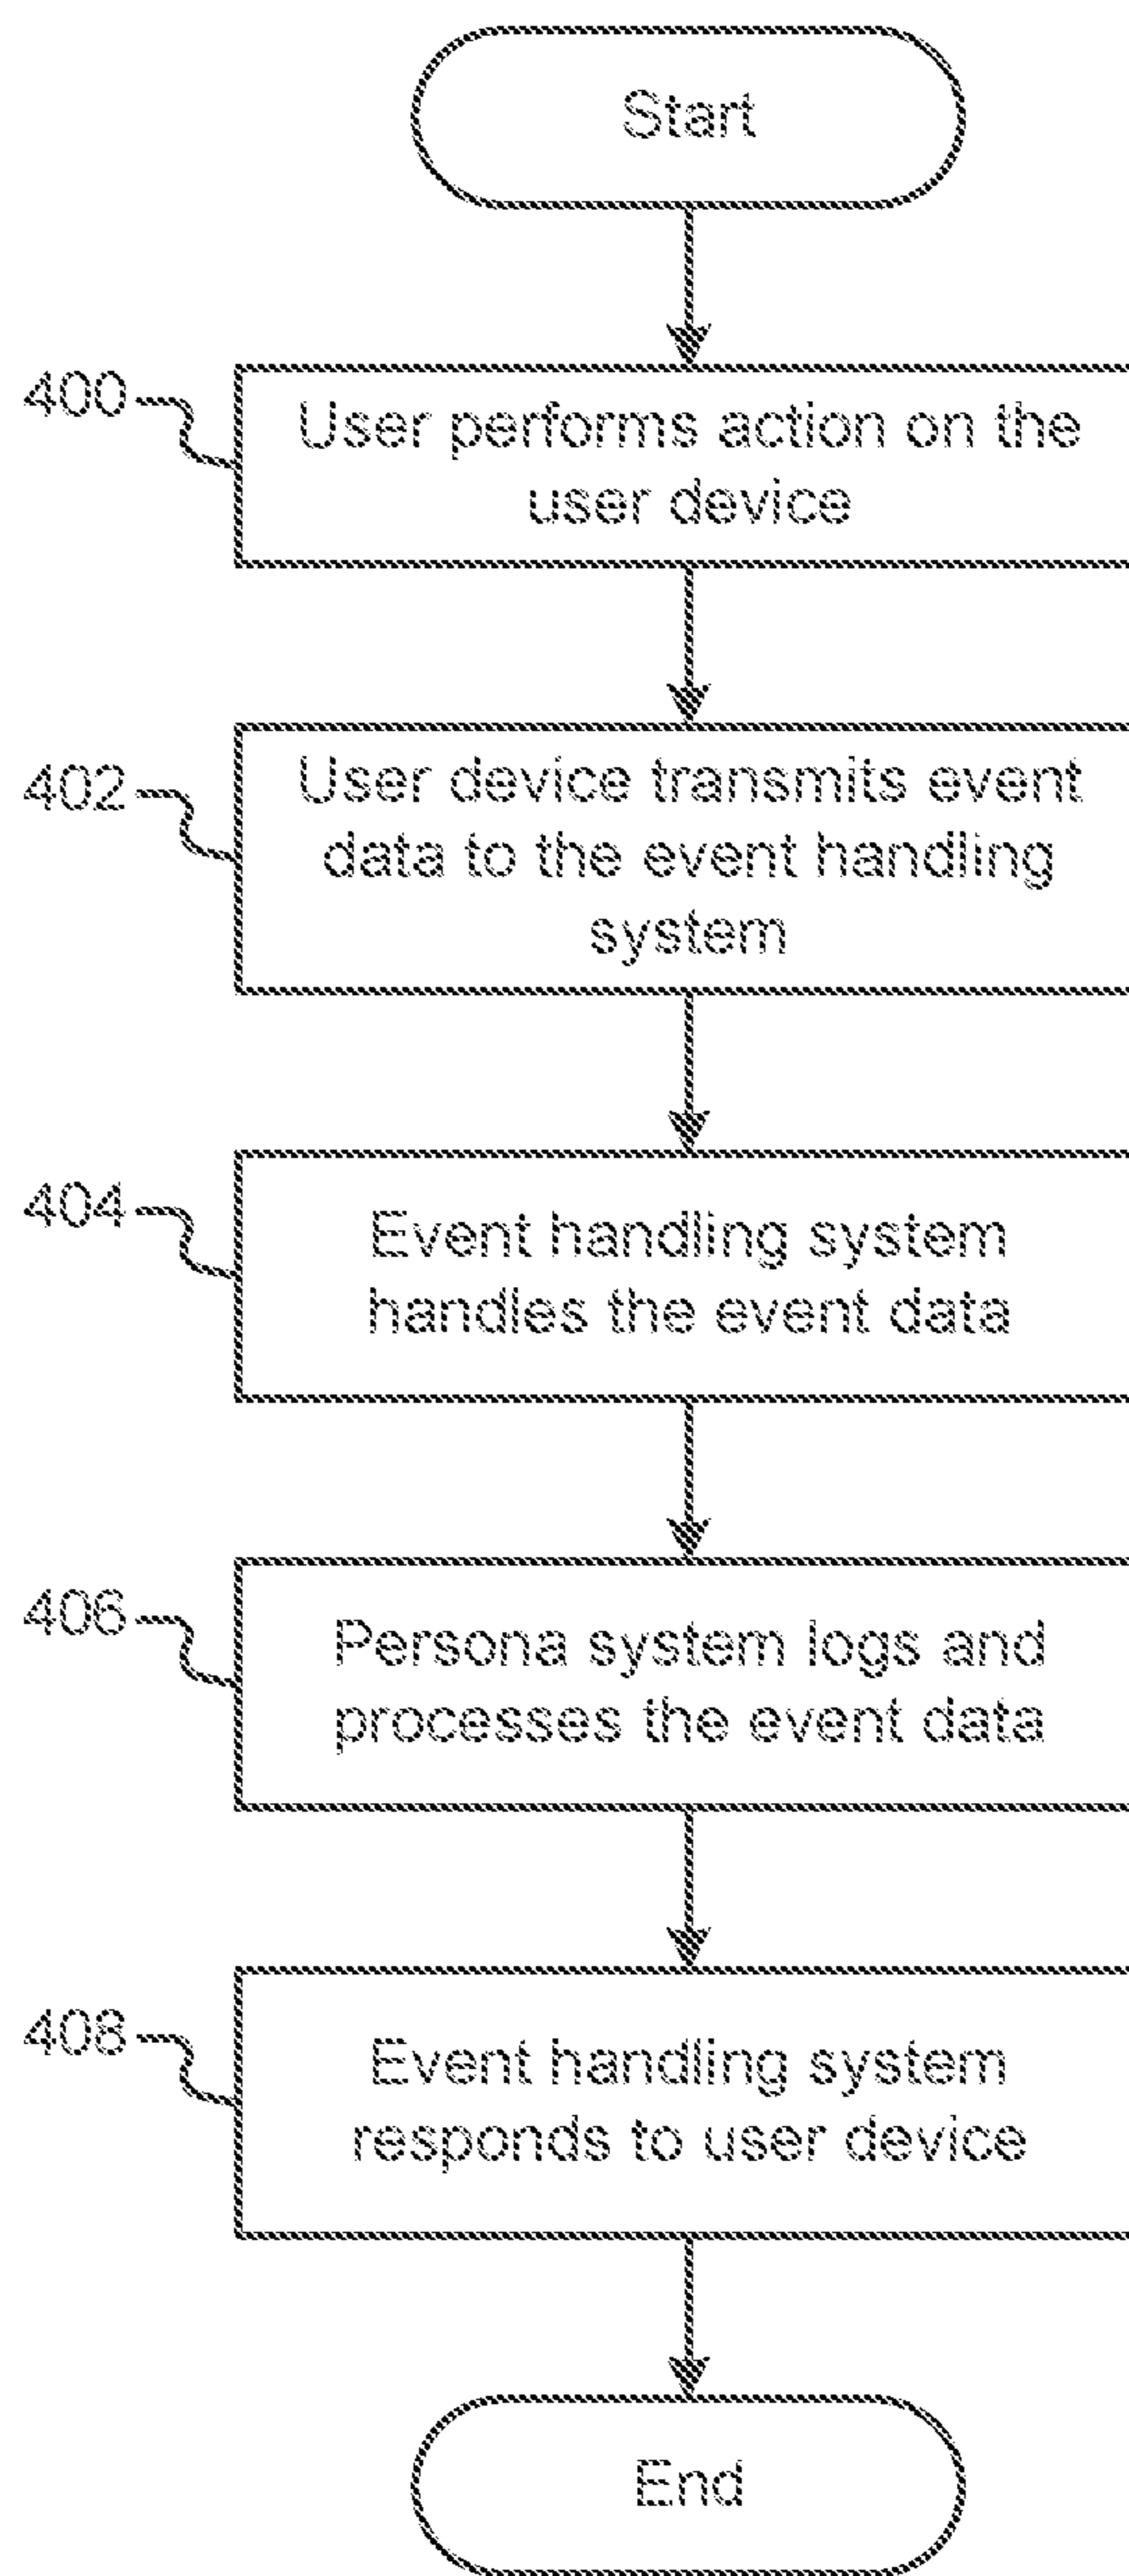 Start
400
User performs action on the
user device
402
User device transmits event
data to the event handling
system
404
Event handling system
handles the event data
406
Persona system logs and
processes the event data
408
Event handling system
responds to user device
End